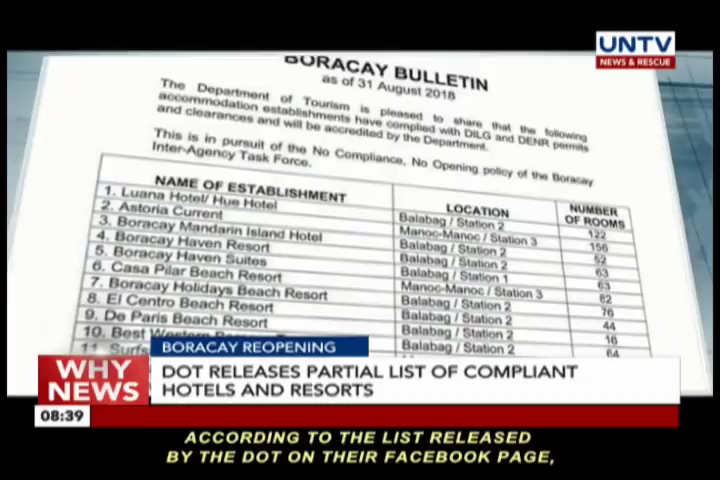 UNTV
NEWS & RESCUE
BORACAY BULLETIN
as of 31 August 2018
The Department of Tourism is pleased to share that the following
accommodation establishments have complied with DILG and DENR permits
and clearances and will be accredited by the Department.
This is in pursuit of the No Compliance, No Opening policy of the Boracay
Inter-Agency Task Force.
NAME OF ESTABLISHMENT LOCATION NUMBER OF ROOMS
1. Luana Hotel/ Hue Hotel Balabag / Station 2 122
2. Astoria Current Manoc-Manoc / Station 3 156
3. Boracay Mandarin Island Hotel Balabag / Station 2 52
4. Boracay Haven Resort Balabag / Station 2 63
5. Boracay Haven Suites Balabag / Station 1 63
6. Casa Pilar Beach Resort Manoc-Manoc / Station 3 82
7. Boracay Holidays Beach Resort Balabag / Station 2 76
8. El Centro Beach Resort Balabag / Station 2 44
9. De Paris Beach Resort Balabag / Station 2 16
10. Best Western Balabag / Station 2 64
11.
BORACAY REOPENING
WHY
NEWS
DOT RELEASES PARTIAL LIST OF COMPLIANT
HOTELS AND RESORTS
08:39
ACCORDING TO THE LIST RELEASED
BY THE DOT ON THEIR FACEBOOK PAGE,